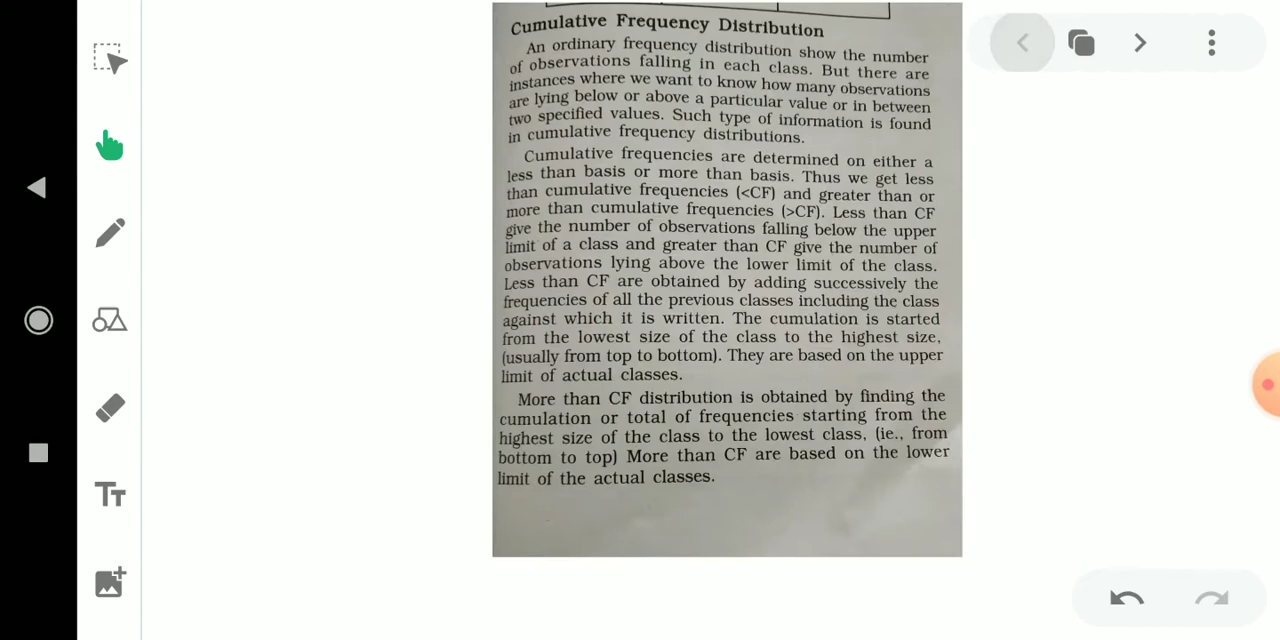 Cumulative Frequency Distribution
An ordinary frequency distribution show the number
of observations falling in each class. But there are
instances where we want to know how many observations
are lying below or above a particular value or in between
two specified values. Such type of information is found
in cumulative frequency distributions.
Cumulative frequencies are determined on either a
less than basis or more than basis. Thus we get less
than cumulative frequencies (<CF) and greater than or
more than cumulative frequencies (>CF). Less than CF
give the number of observations falling below the upper
limit of a class and greater than CF give the number of
observations lying above the lower limit of the class.
Less than CF are obtained by adding successively the
frequencies of all the previous classes including the class
against which it is written. The cumulation is started
from the lowest size of the class to the highest size,
(usually from top to bottom). They are based on the upper
limit of actual classes.
More than CF distribution is obtained by finding the
cumulation or total of frequencies starting from the
highest size of the class to the lowest class, (ie., from
bottom to top) More than CF are based on the lower
limit of the actual classes.
TT